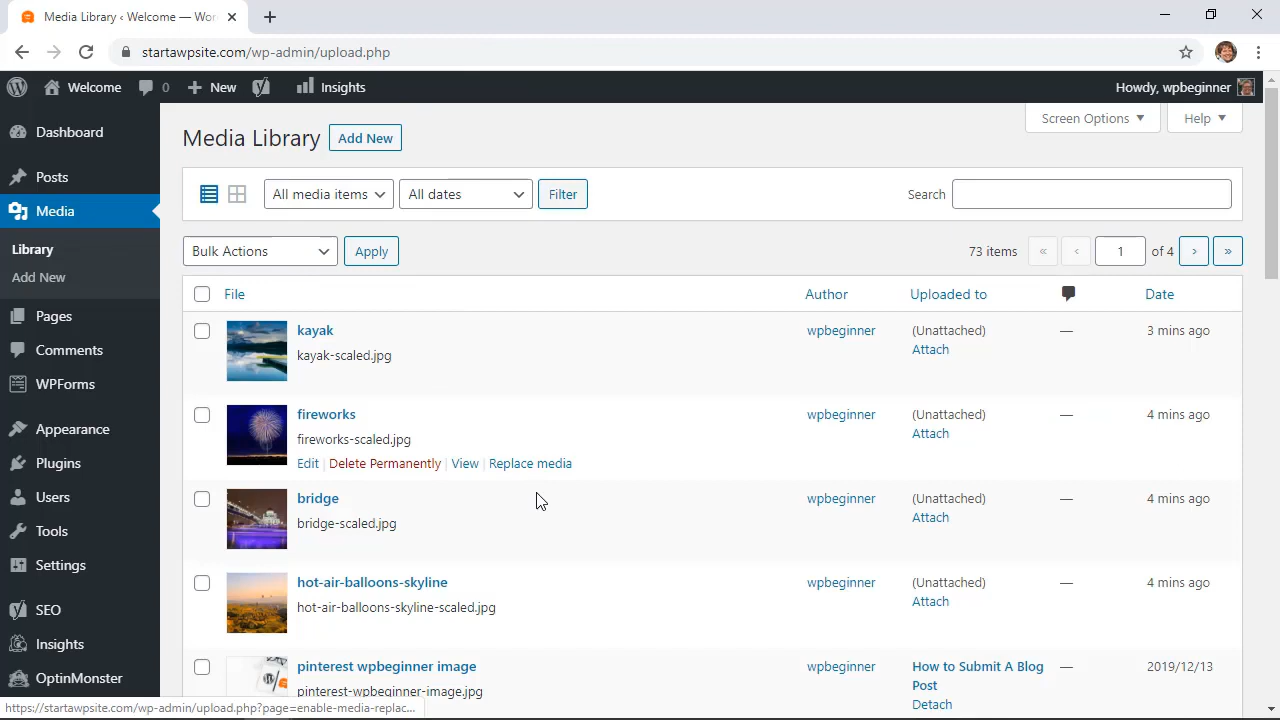 Media Library ‹ Welcome — Wor
startawpsite.com/wp-admin/upload.php
Welcome 0 New Insights Howdy, wpbeginner
Dashboard
Posts
Media
Library
Add New
Pages
Comments
WPForms
Appearance
Plugins
Users
Tools
Settings
SEO
Insights
OptinMonster
Screen Options Help
Media Library Add New
All media items All dates Filter Search
Bulk Actions Apply 73 items « ‹ 1 of 4 › »
File Author Uploaded to Date
kayak wpbeginner (Unattached) — 3 mins ago
kayak-scaled.jpg Attach
fireworks wpbeginner (Unattached) — 4 mins ago
fireworks-scaled.jpg Attach
Edit | Delete Permanently | View | Replace media
bridge wpbeginner (Unattached) — 4 mins ago
bridge-scaled.jpg Attach
hot-air-balloons-skyline wpbeginner (Unattached) — 4 mins ago
hot-air-balloons-skyline-scaled.jpg Attach
pinterest wpbeginner image wpbeginner How to Submit A Blog — 2019/12/13
Post
pinterest-wpbeginner-image.jpg Detach
https://startawpsite.com/wp-admin/upload.php?page=enable-media-replac...